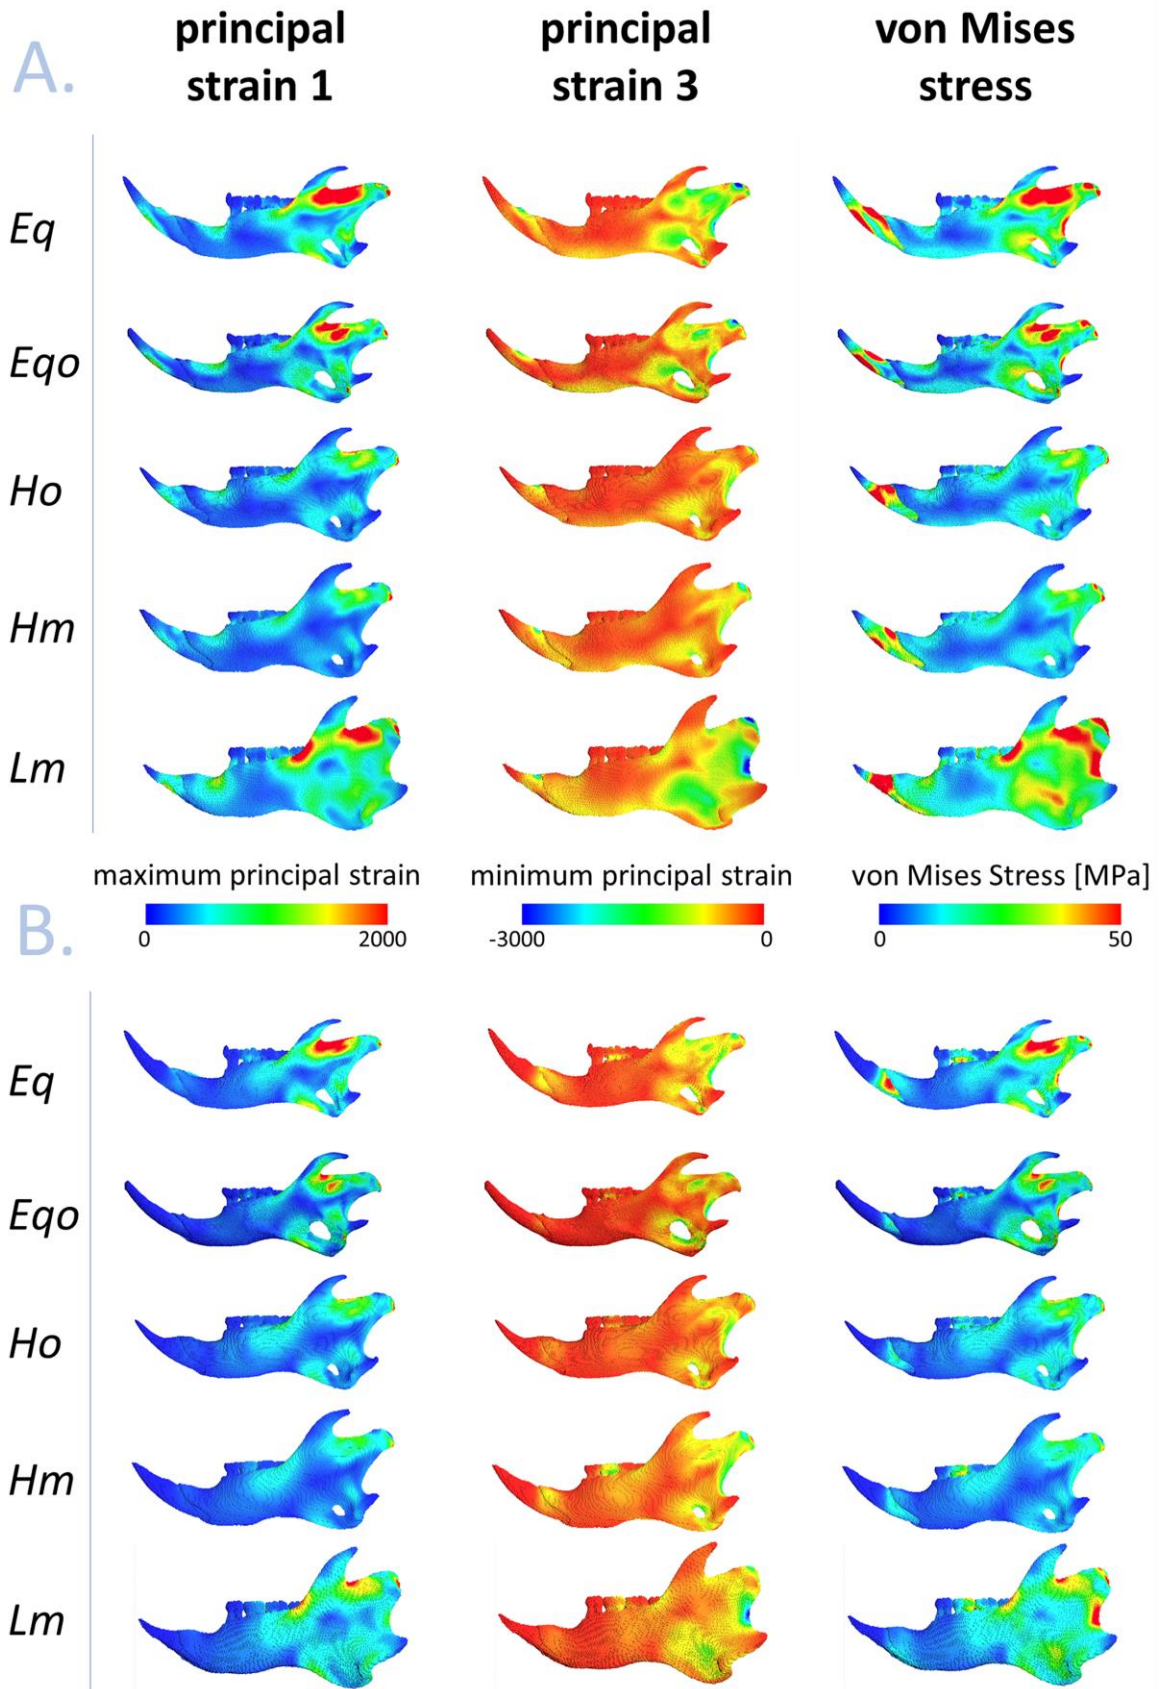 A.
principal strain 1
principal strain 3
von Mises stress
Eq
Eqo
Ho
Hm
Lm
maximum principal strain
0 2000
minimum principal strain
-3000 0
von Mises Stress [MPa]
0 50
B.
Eq
Eqo
Ho
Hm
Lm